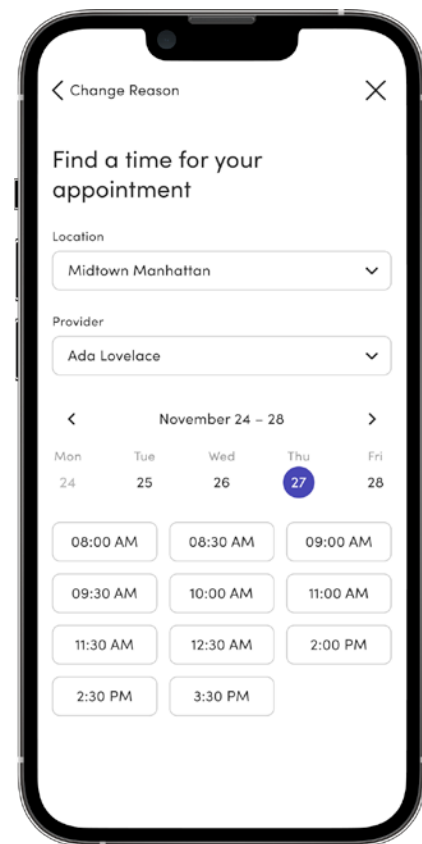 Change Reason
Find a time for your
appointment
Location
Midtown Manhattan
Provider
Ada Lovelace
November 24 – 28
Mon Tue Wed Thu Fri
24 25 26 27 28
08:00 AM 08:30 AM 09:00 AM
09:30 AM 10:00 AM 11:00 AM
11:30 AM 12:30 AM 2:00 PM
2:30 PM 3:30 PM